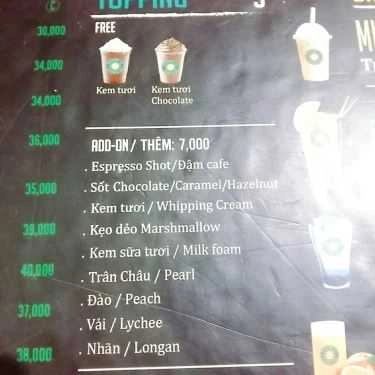 TOPPING
30,000
FREE
34,000
Kem tươi
Kem tươi
Chocolate
34,000
36,000
ADD-ON / THÊM: 7,000
. Espresso Shot/Đậm cafe
35,000
. Sốt Chocolate/Caramel/Hazelnut
. Kem tươi / Whipping Cream
39,000
. Kẹo dẻo Marshmallow
. Kem sữa tươi / Milk foam
40,000
. Trân Châu / Pearl
37,000
. Đào / Peach
. Vải / Lychee
38,000
. Nhãn / Longan